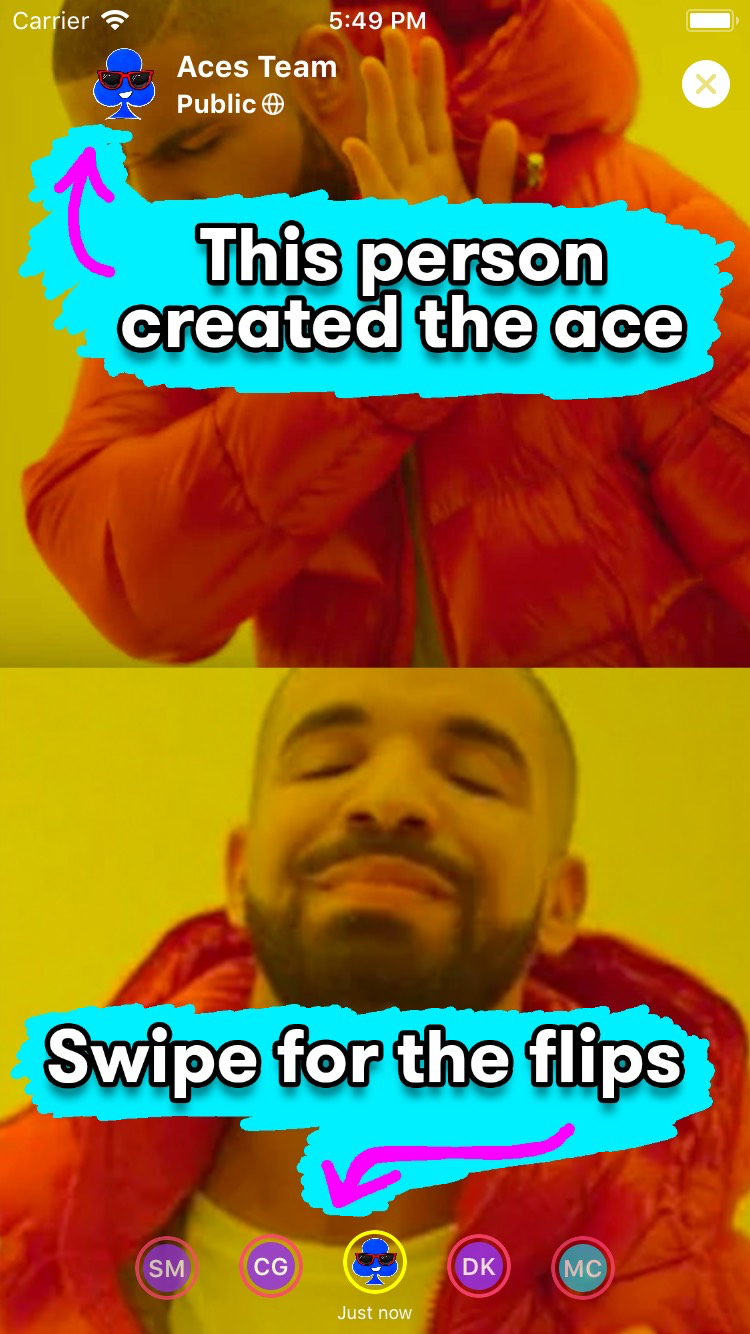 Carrier 5:49 PM
Aces Team
Public
This person
created the ace
Swipe for the flips
SM CG DK MC
Just now